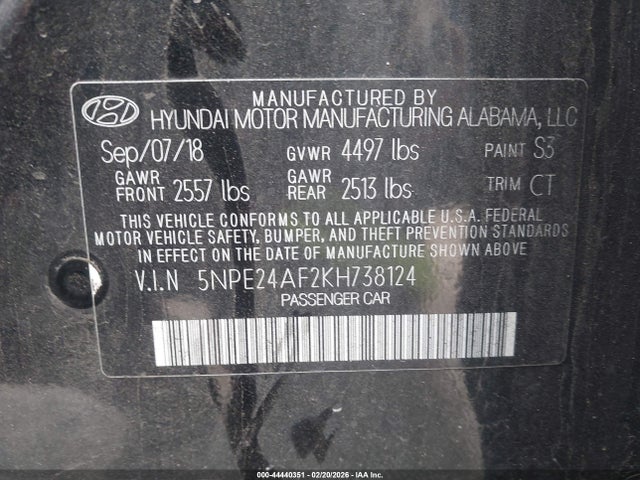 MANUFACTURED BY
HYUNDAI MOTOR MANUFACTURING ALABAMA, LLC
Sep/07/18 GVWR 4497 lbs PAINT S3
GAWR FRONT 2557 lbs GAWR REAR 2513 lbs TRIM CT
THIS VEHICLE CONFORMS TO ALL APPLICABLE U.S.A. FEDERAL
MOTOR VEHICLE SAFETY, BUMPER, AND THEFT PREVENTION STANDARDS
IN EFFECT ON THE DATE OF MANUFACTURE SHOWN ABOVE.
V.I.N 5NPE24AF2KH738124
PASSENGER CAR
000-44440351 | 02/20/2026 | IAA Inc.